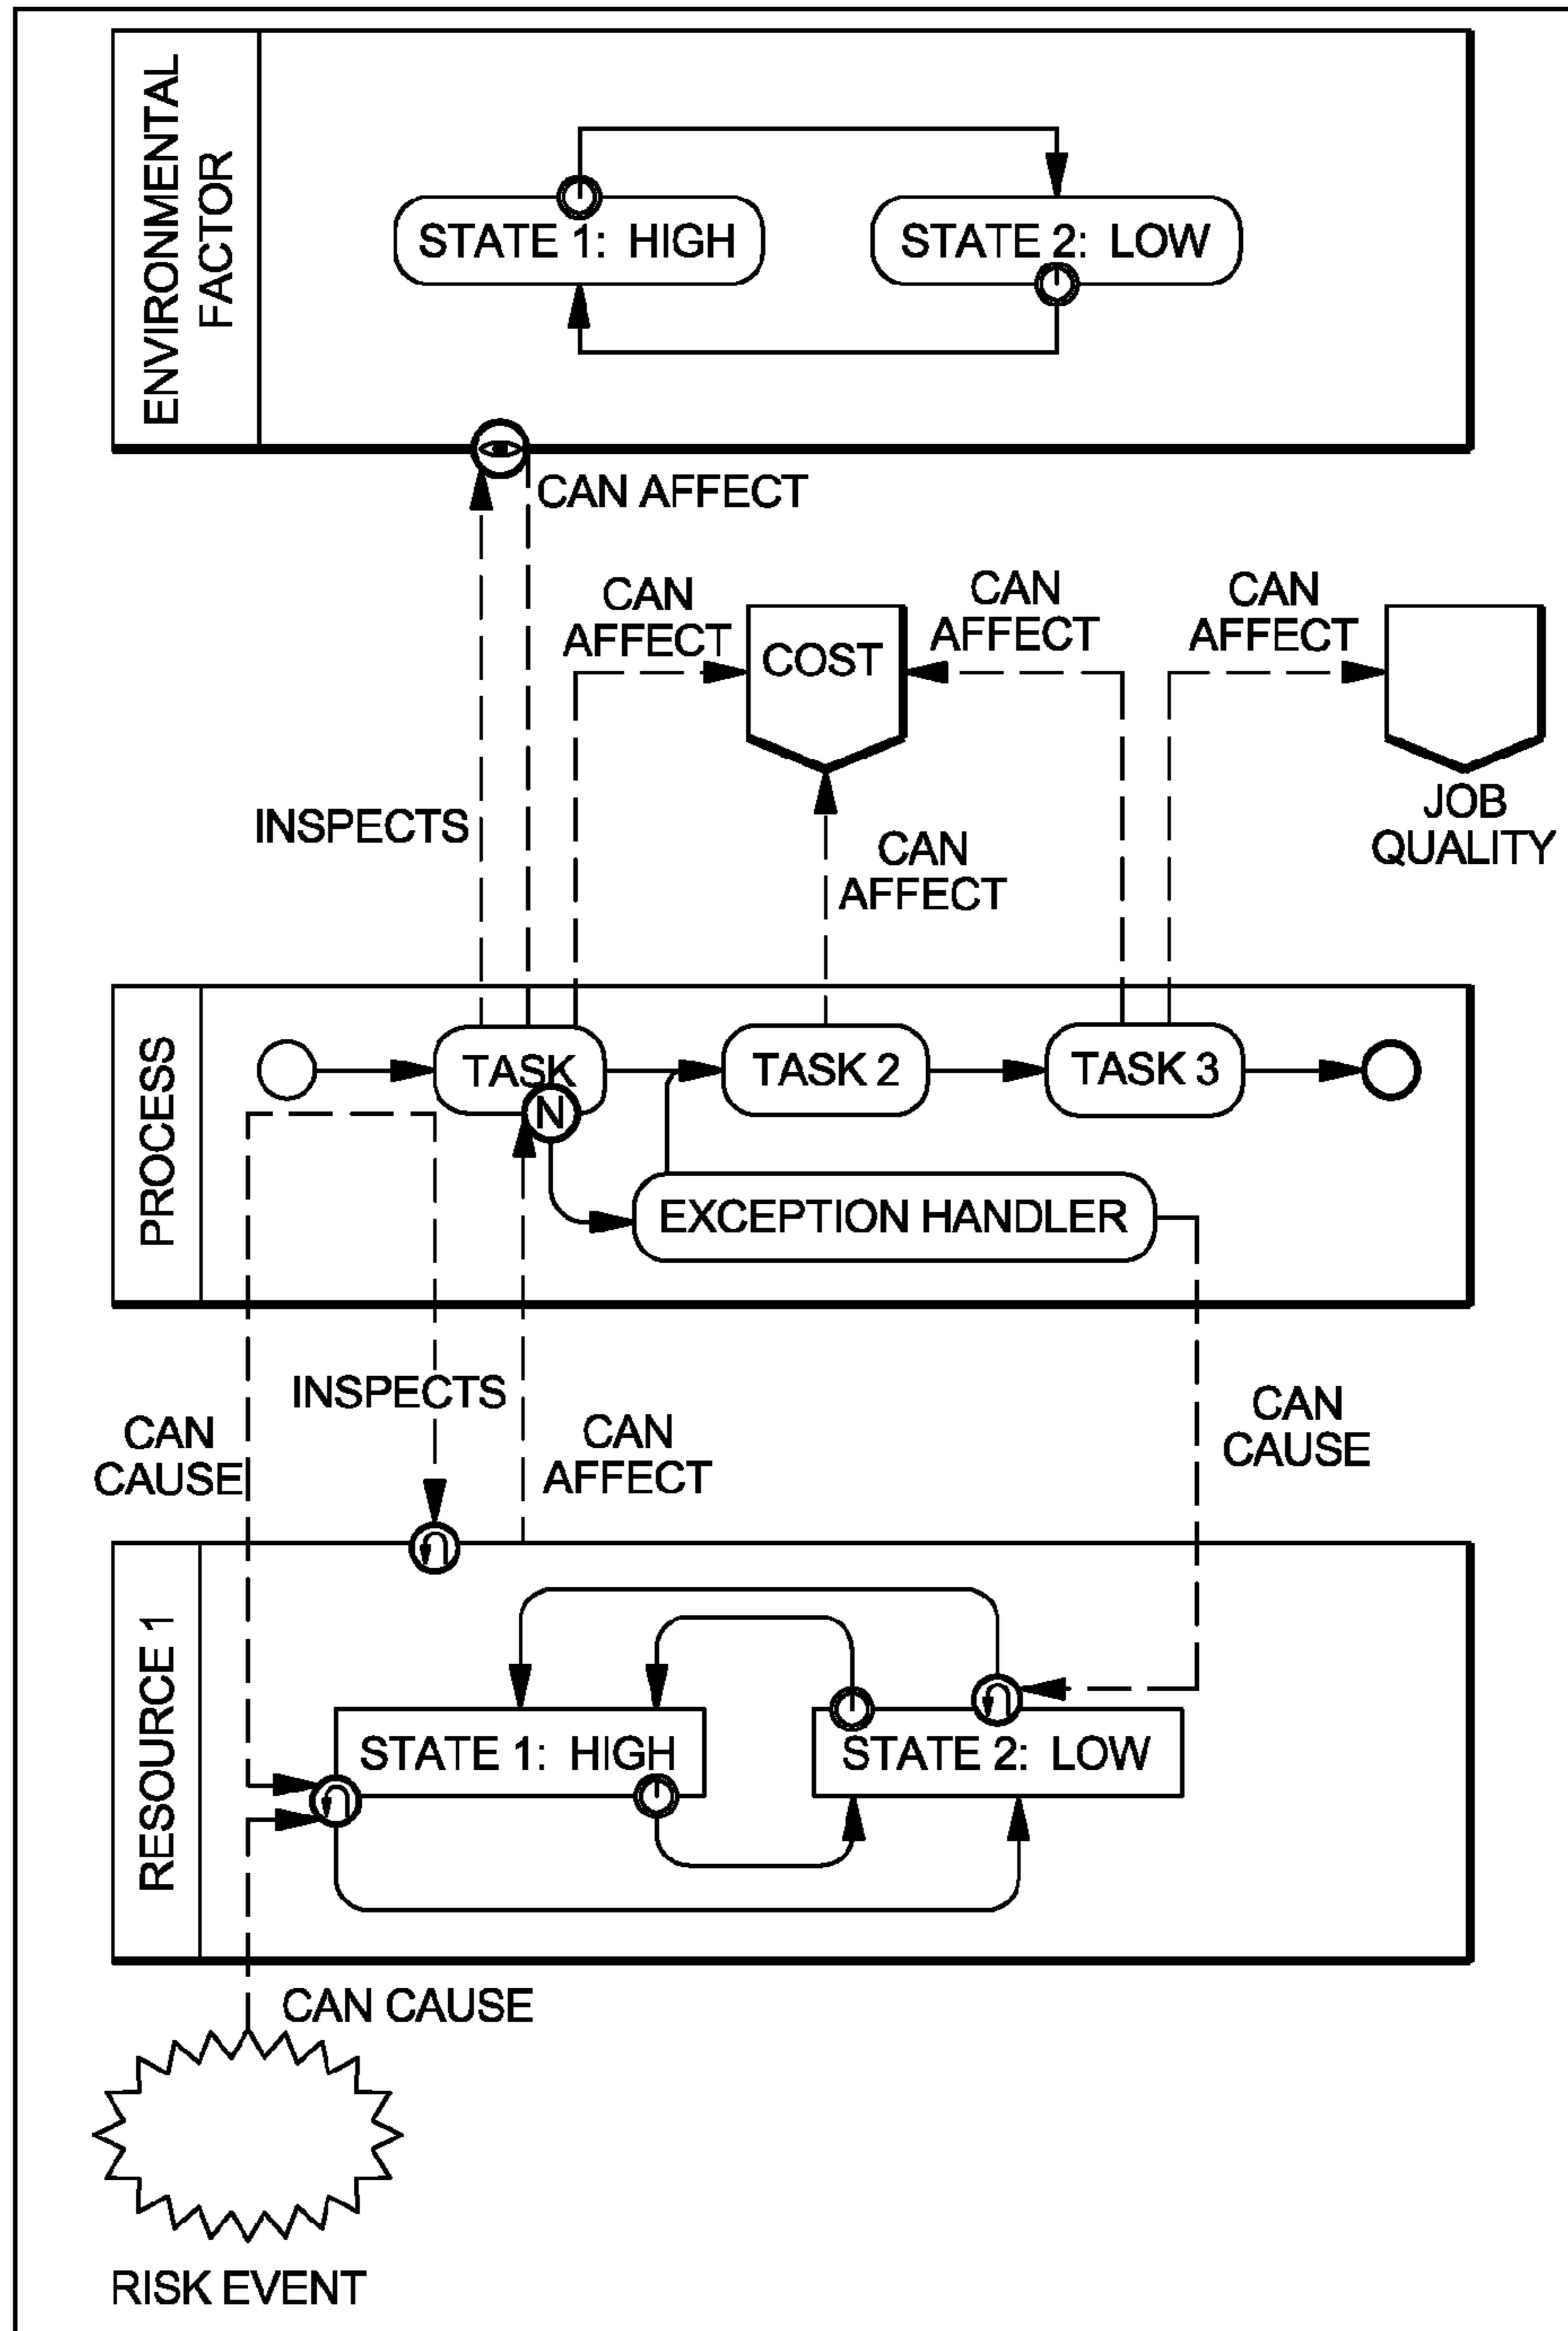 ENVIRONMENTAL
FACTOR
STATE 1: HIGH
STATE 2: LOW
CAN AFFECT
CAN
AFFECT
COST
CAN
AFFECT
CAN
AFFECT
INSPECTS
CAN
AFFECT
JOB
QUALITY
PROCESS
TASK
N
TASK 2
TASK 3
EXCEPTION HANDLER
CAN
CAUSE
INSPECTS
CAN
AFFECT
CAN
CAUSE
RESOURCE 1
STATE 1: HIGH
STATE 2: LOW
CAN CAUSE
RISK EVENT